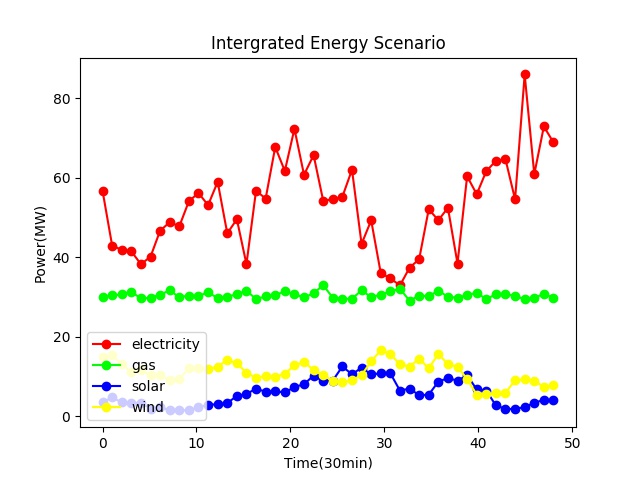 Intergrated Energy Scenario
Power(MW)
80
60
40
20
0
electricity
gas
solar
wind
0 10 20 30 40 50
Time(30min)